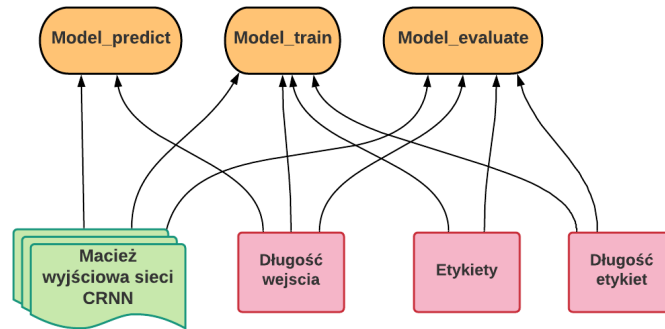 Model_predict
Model_train
Model_evaluate
Macież
wyjściowa sieci
CRNN
Długość
wejscia
Etykiety
Długość
etykiet